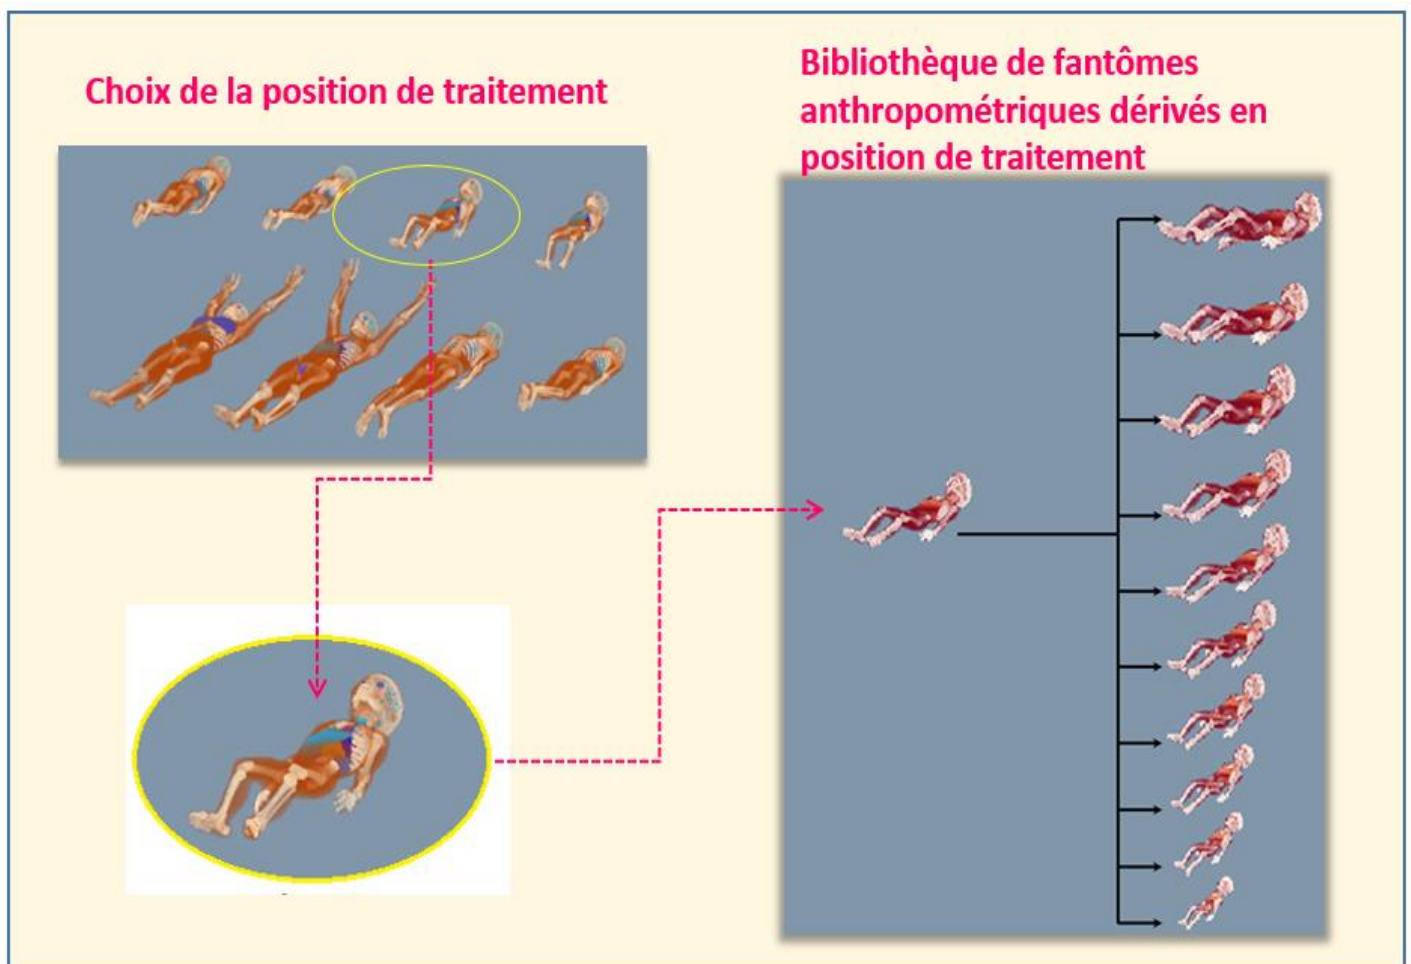 Choix de la position de traitement
Bibliothèque de fantômes
anthropométriques dérivés en
position de traitement